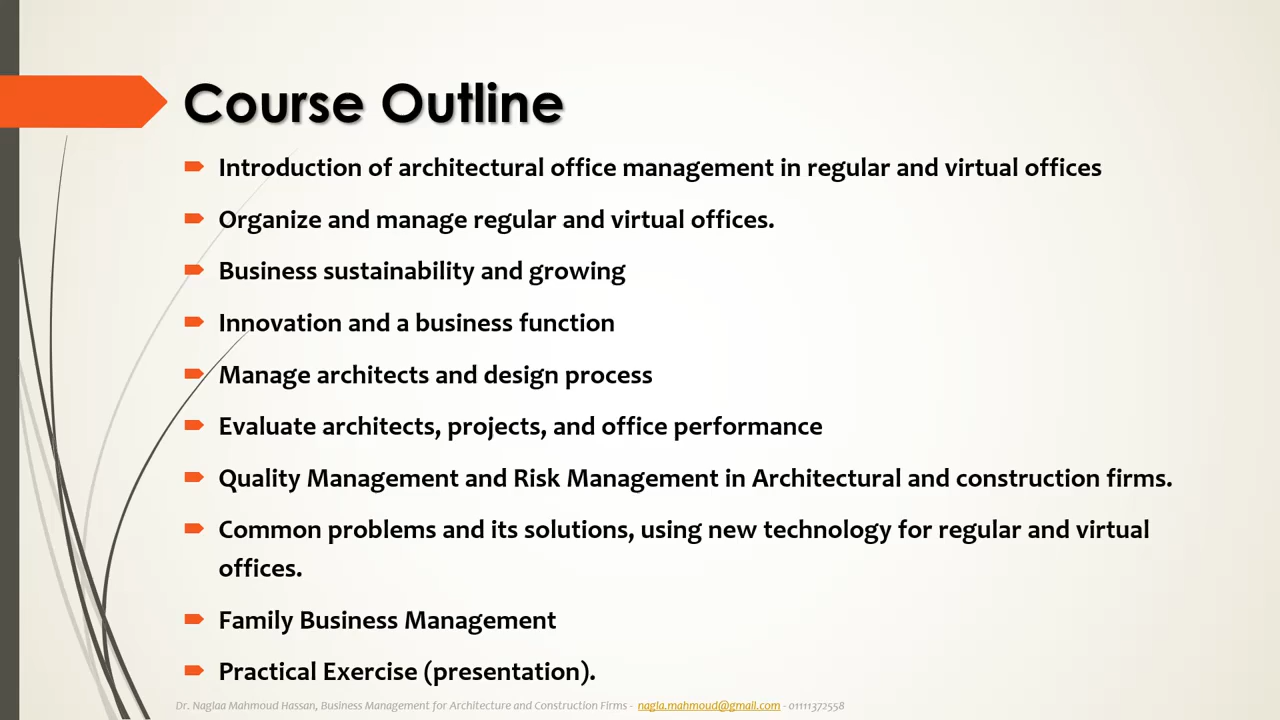 Course Outline
Introduction of architectural office management in regular and virtual offices
Organize and manage regular and virtual offices.
Business sustainability and growing
Innovation and a business function
Manage architects and design process
Evaluate architects, projects, and office performance
Quality Management and Risk Management in Architectural and construction firms.
Common problems and its solutions, using new technology for regular and virtual
offices.
Family Business Management
Practical Exercise (presentation).
Dr. Naglaa Mahmoud Hassan, Business Management for Architecture and Construction Firms - nagla.mahmoud@gmail.com - 01111372558